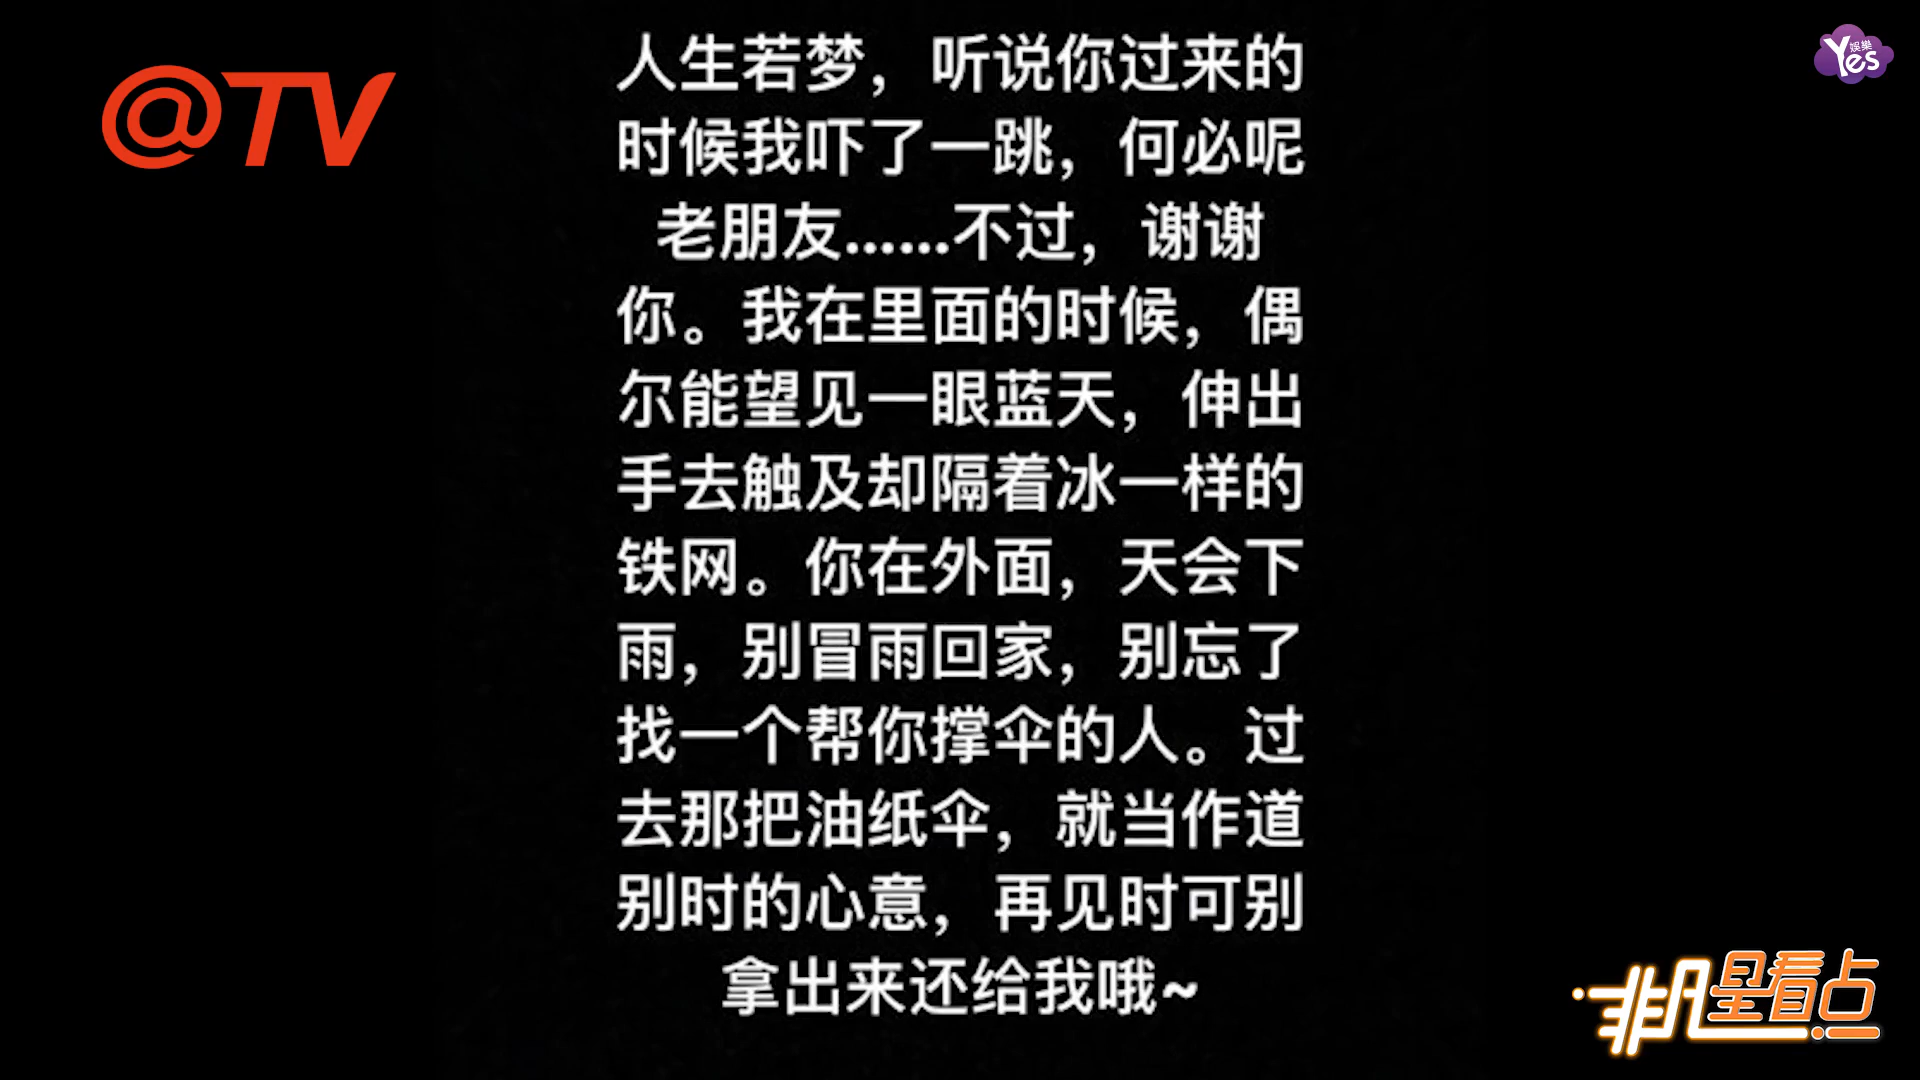 @TV
Yes
娛樂
人生若梦，听说你过来的
时候我吓了一跳，何必呢
老朋友......不过，谢谢
你。我在里面的时候，偶
尔能望见一眼蓝天，伸出
手去触及却隔着冰一样的
铁网。你在外面，天会下
雨，别冒雨回家，别忘了
找一个帮你撑伞的人。过
去那把油纸伞，就当作道
别时的心意，再见时可别
拿出来还给我哦~
非凡星看点